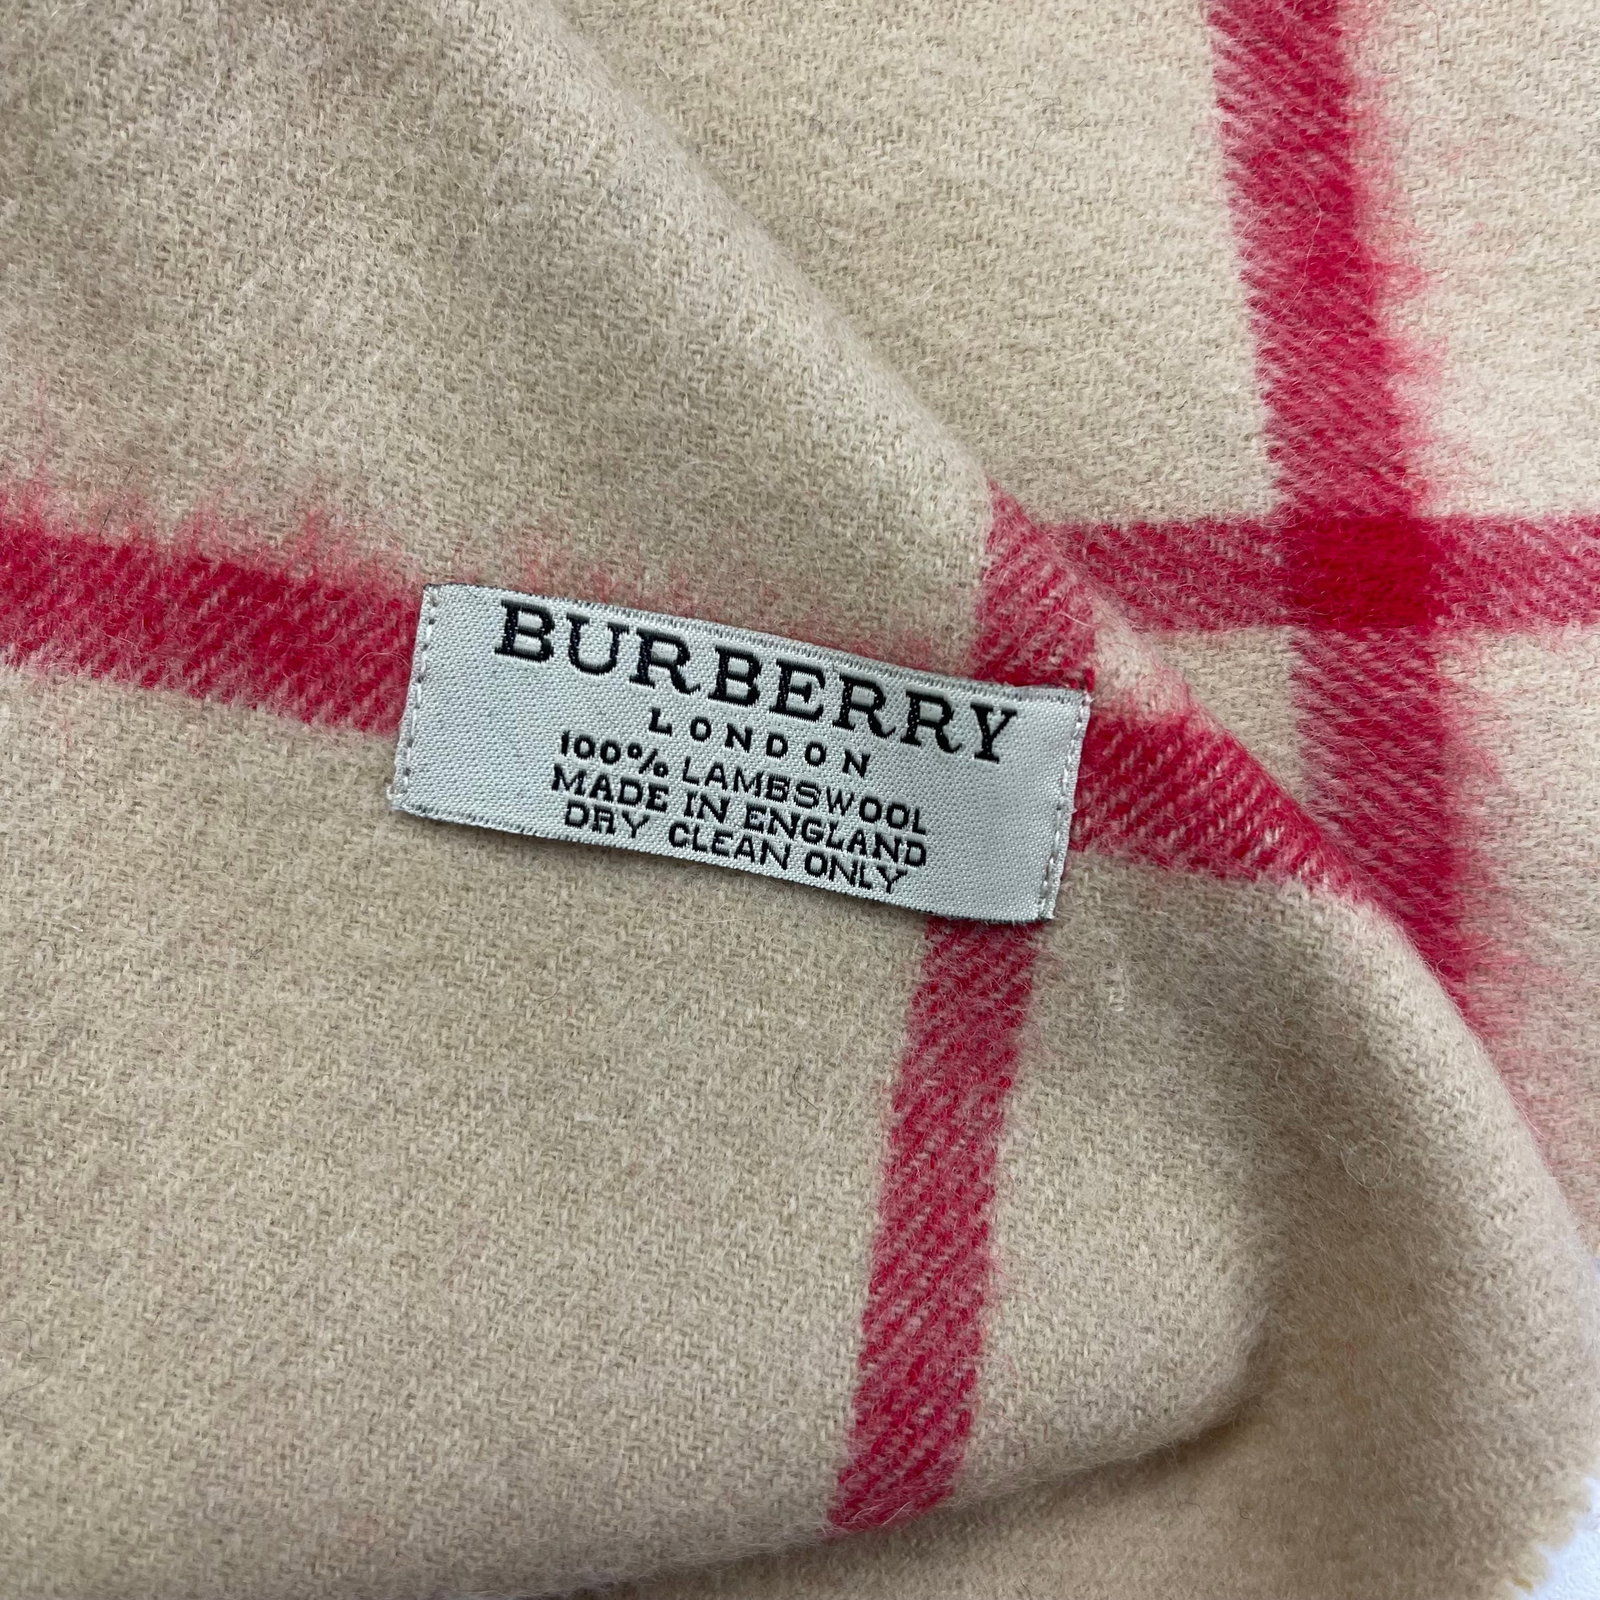 BURBERRY
LONDON
100% LAMBSWOOL
MADE IN ENGLAND
DRY CLEAN ONLY